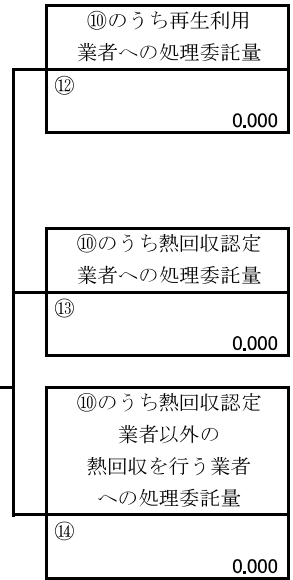 ⑩のうち再生利用
業者への処理委託量
⑫
0.000
⑩のうち熱回収認定
業者への処理委託量
⑬
0.000
⑩のうち熱回収認定
業者以外の
熱回収を行う業者
への処理委託量
⑭
0.000